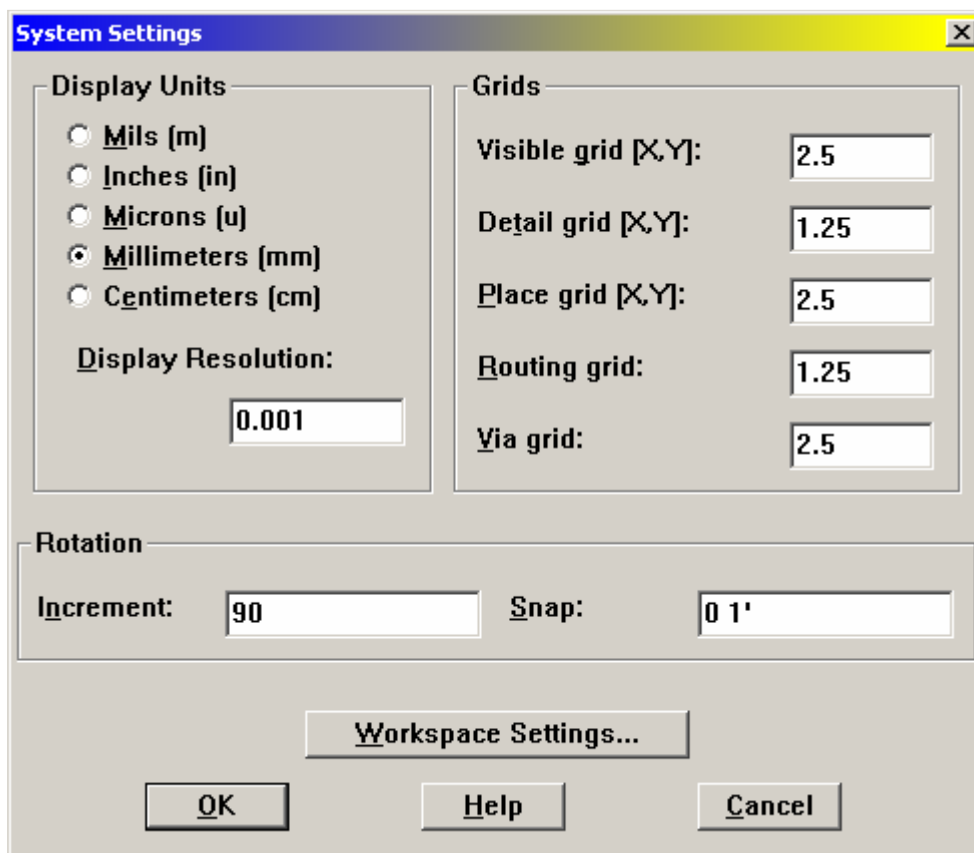 System Settings
Display Units
Mils (m)
Inches (in)
Microns (u)
Millimeters (mm)
Centimeters (cm)
Display Resolution:
0.001
Grids
Visible grid [X,Y]:
2.5
Detail grid [X,Y]:
1.25
Place grid [X,Y]:
2.5
Routing grid:
1.25
Via grid:
2.5
Rotation
Increment:
90
Snap:
0 1'
Workspace Settings...
OK
Help
Cancel